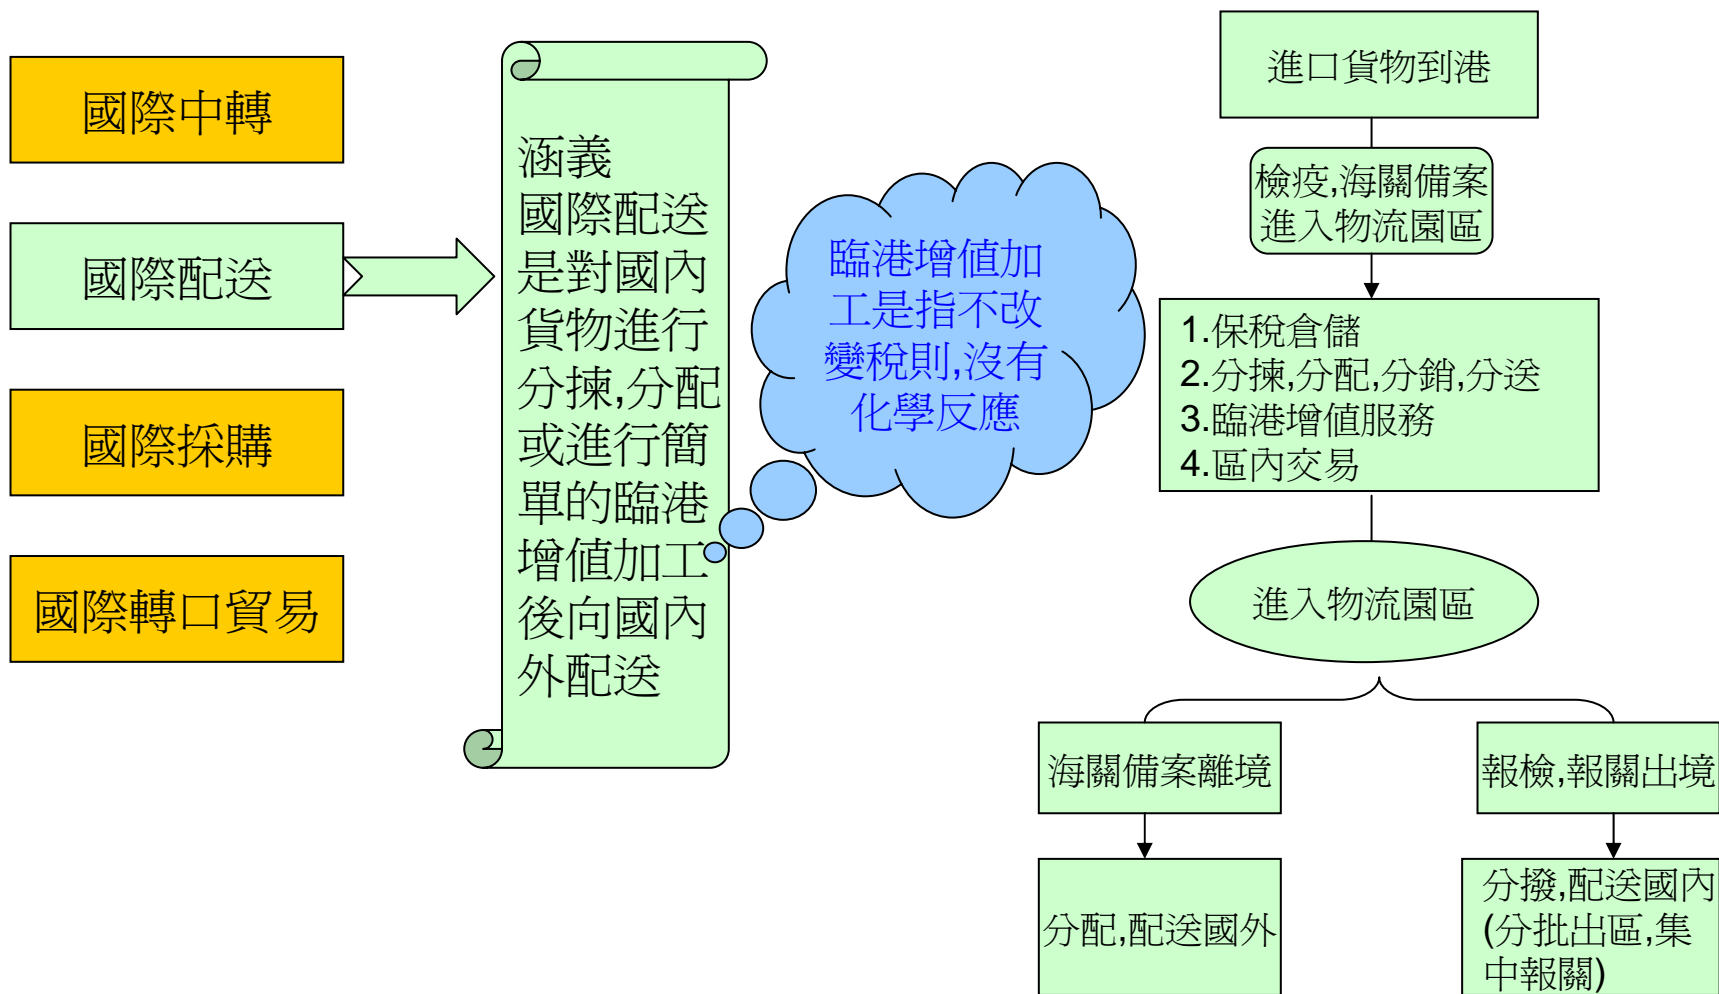 國際中轉
國際配送
國際採購
國際轉口貿易
涵義
國際配送
是對國內
貨物進行
分揀,分配
或進行簡
單的臨港
增值加工
後向國內
外配送
臨港增值加
工是指不改
變稅則,沒有
化學反應
進口貨物到港
檢疫,海關備案
進入物流園區
1.保稅倉儲
2.分揀,分配,分銷,分送
3.臨港增值服務
4.區內交易
進入物流園區
海關備案離境
報檢,報關出境
分配,配送國外
分撥,配送國內
(分批出區,集
中報關)